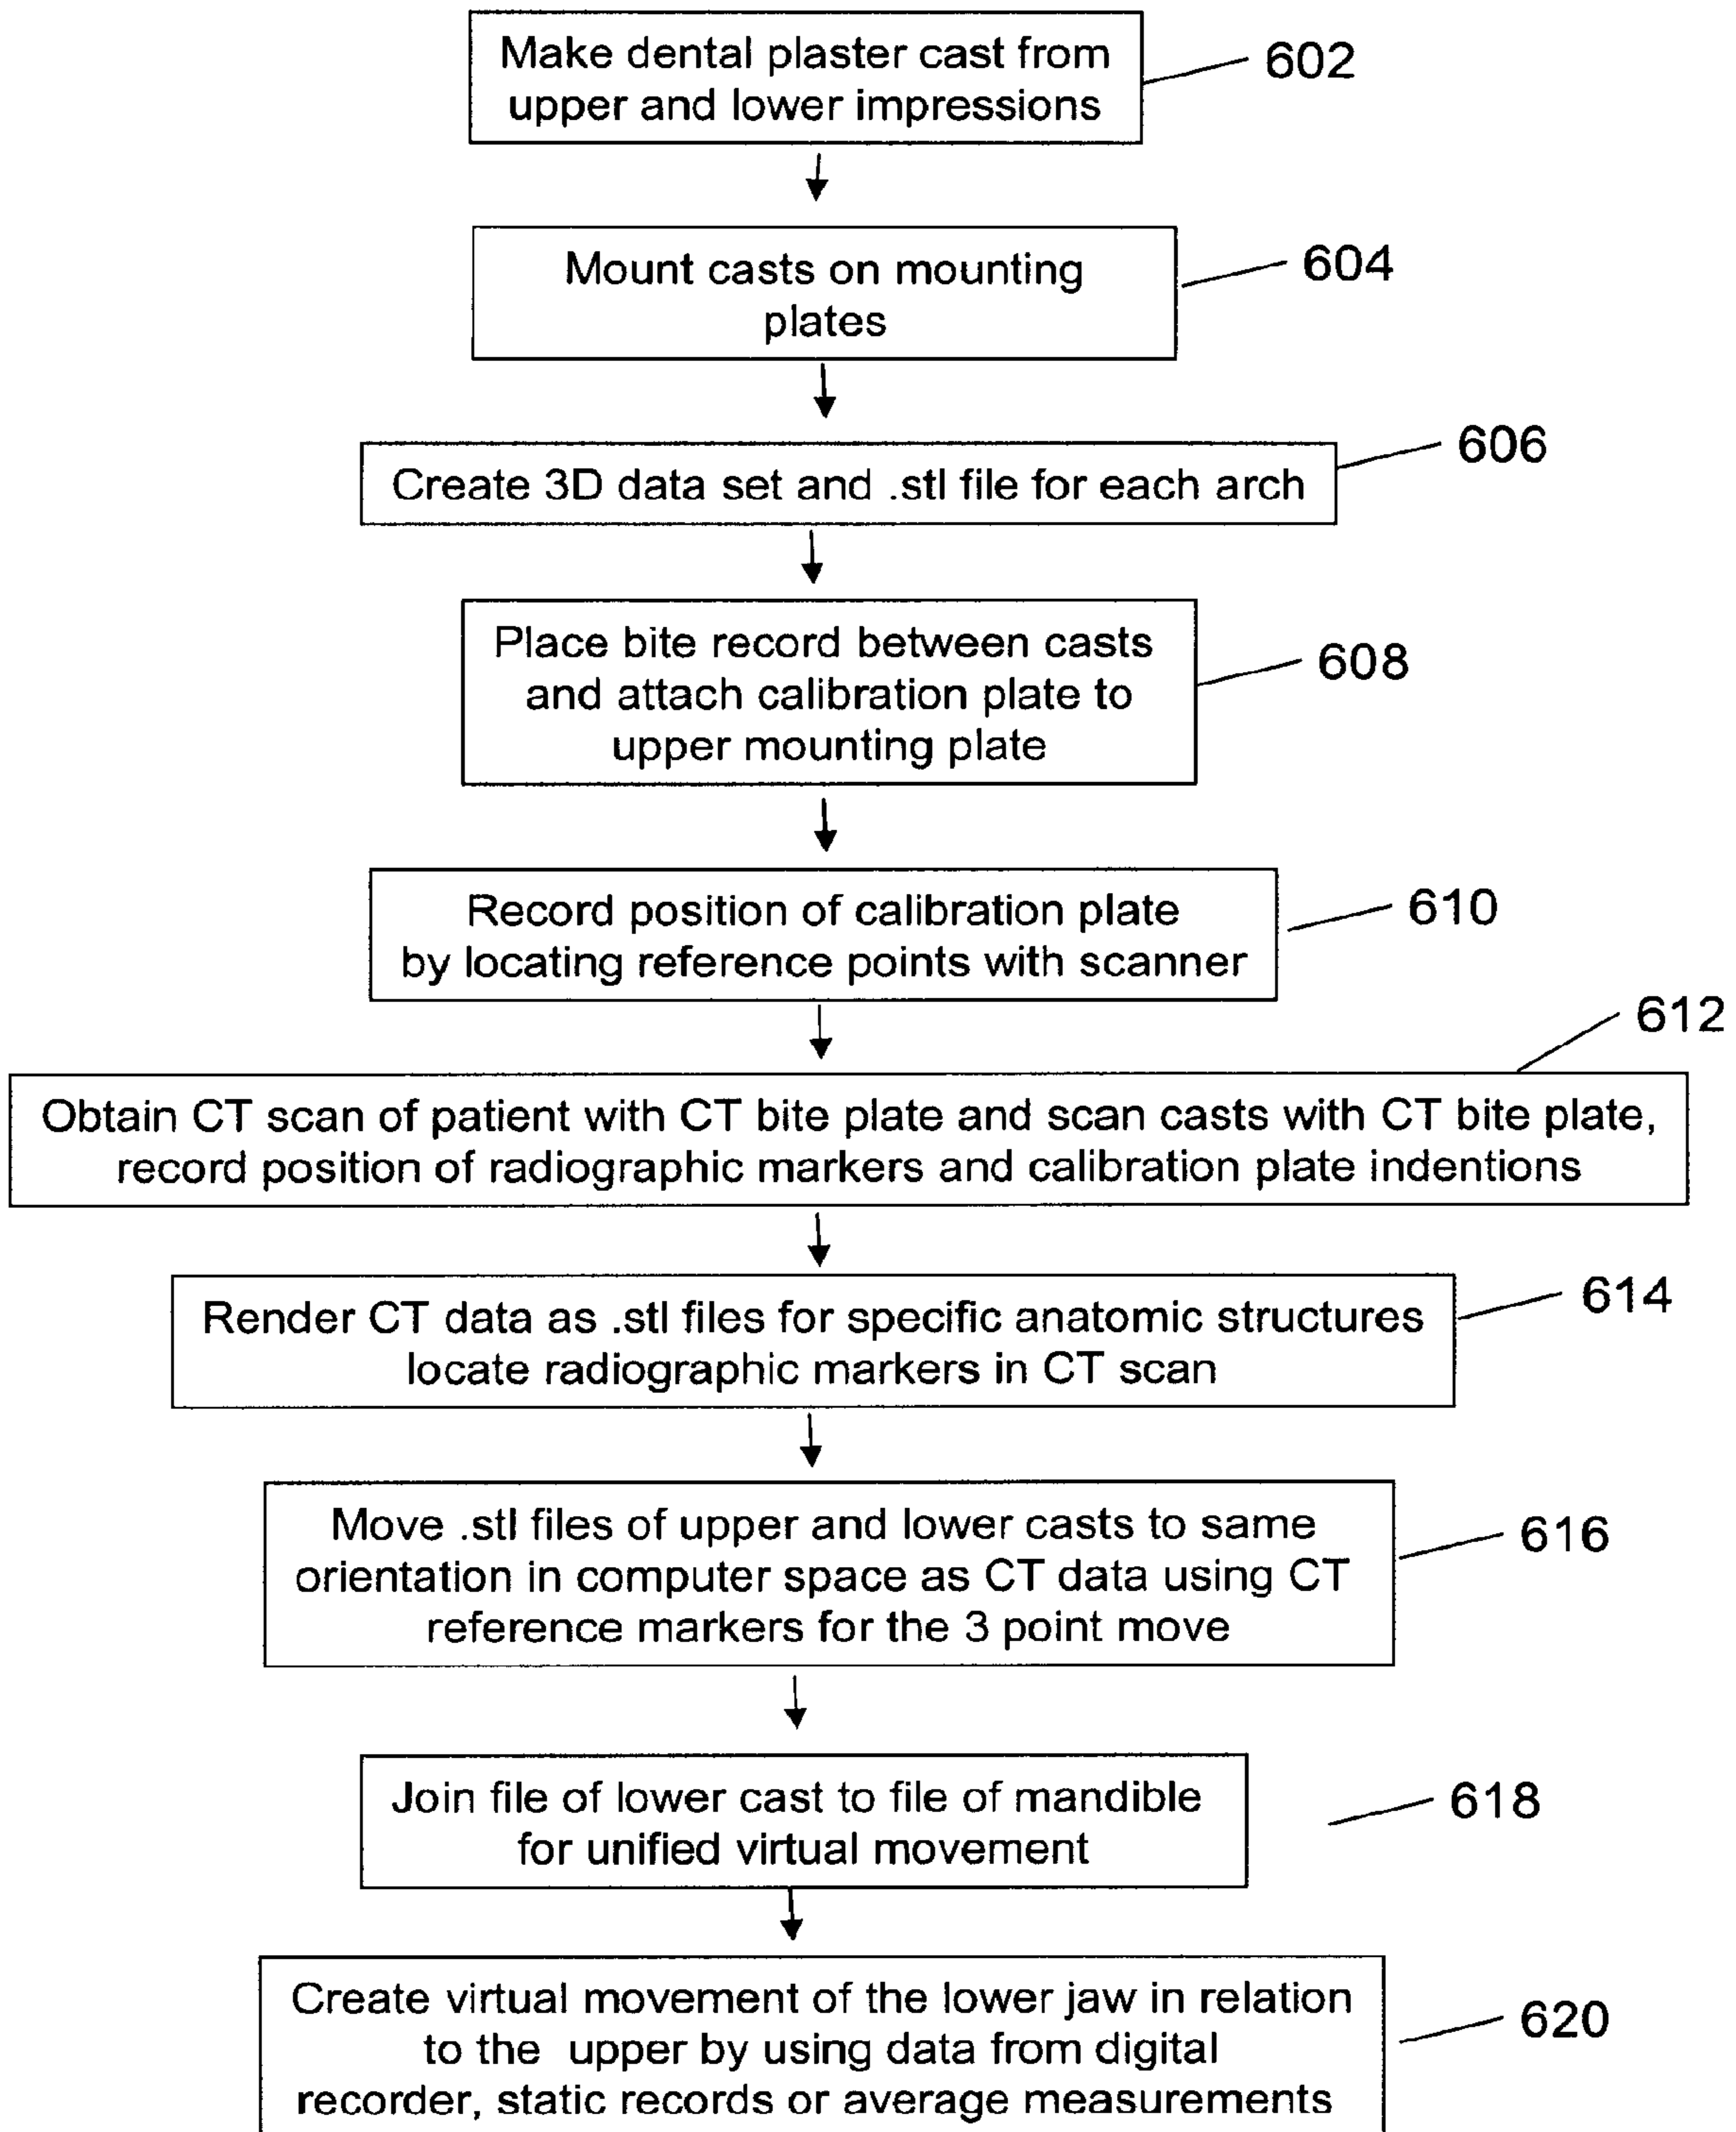 Make dental plaster cast from
upper and lower impressions
602
Mount casts on mounting
plates
604
Create 3D data set and .stl file for each arch
606
Place bite record between casts
and attach calibration plate to
upper mounting plate
608
Record position of calibration plate
by locating reference points with scanner
610
612
Obtain CT scan of patient with CT bite plate and scan casts with CT bite plate,
record position of radiographic markers and calibration plate indentions
Render CT data as .stl files for specific anatomic structures
locate radiographic markers in CT scan
614
Move .stl files of upper and lower casts to same
orientation in computer space as CT data using CT
reference markers for the 3 point move
616
Join file of lower cast to file of mandible
for unified virtual movement
618
Create virtual movement of the lower jaw in relation
to the upper by using data from digital
recorder, static records or average measurements
620